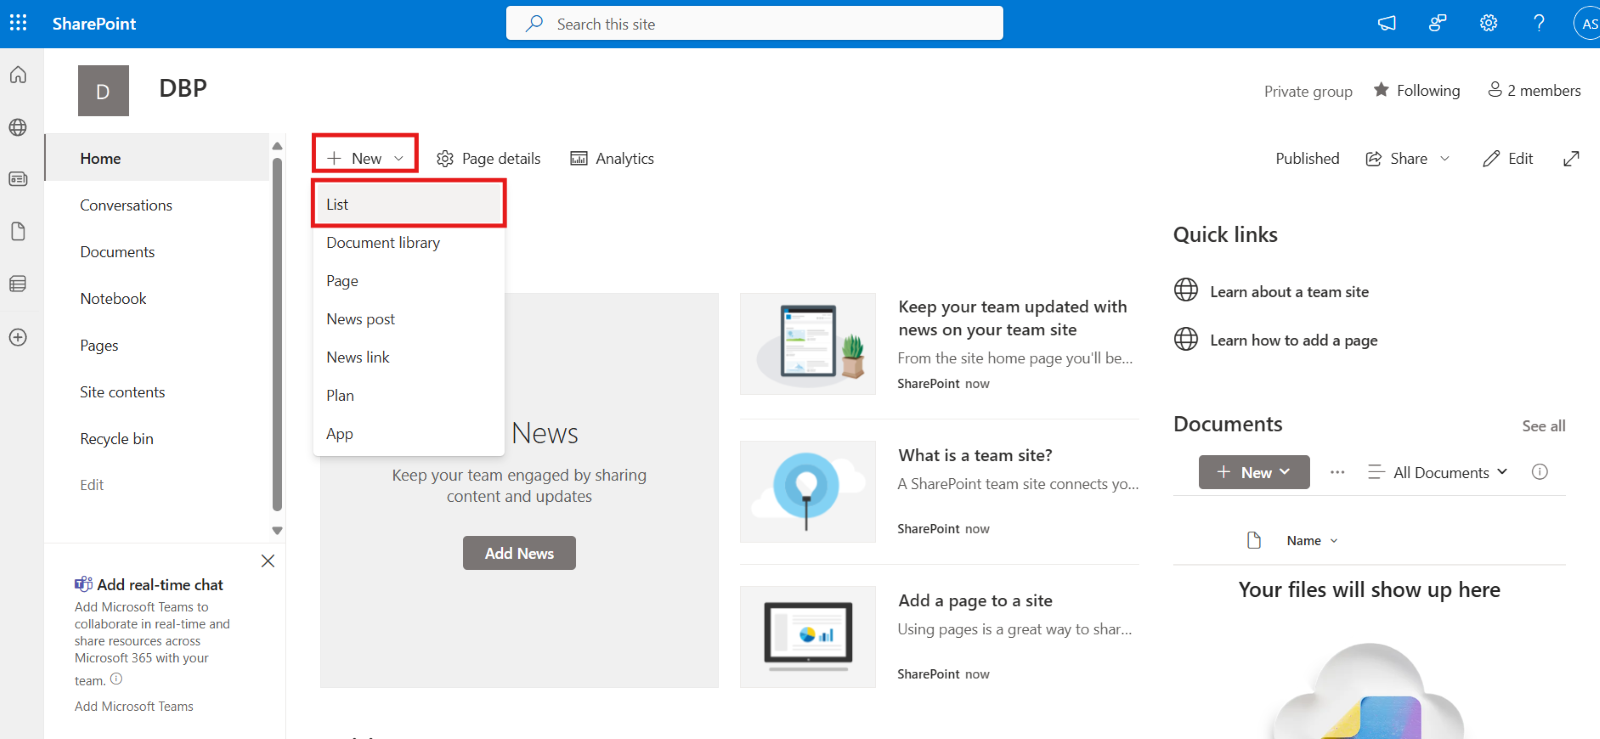 SharePoint
Search this site
AS
D
DBP
Private group
Following
2 members
Home
Conversations
Documents
Notebook
Pages
Site contents
Recycle bin
Edit
Add real-time chat
Add Microsoft Teams to
collaborate in real-time and
share resources across
Microsoft 365 with your
team.
Add Microsoft Teams
New
Page details
Analytics
Published
Share
Edit
List
Document library
Page
News post
News link
Plan
App
News
Keep your team engaged by sharing
content and updates
Add News
Keep your team updated with
news on your team site
From the site home page you'll be...
SharePoint now
What is a team site?
A SharePoint team site connects yo...
SharePoint now
Add a page to a site
Using pages is a great way to shar...
SharePoint now
Quick links
Learn about a team site
Learn how to add a page
Documents
See all
New
All Documents
Name
Your files will show up here